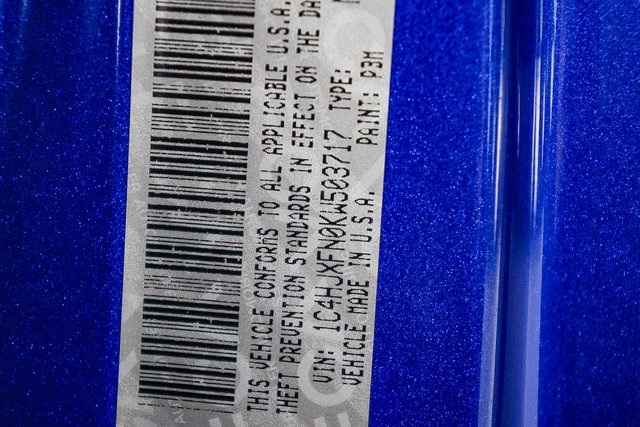 THIS VEHICLE CONFORMS TO ALL APPLICABLE U.S.A.
THEFT PREVENTION STANDARDS IN EFFECT ON THE DA
VIN: 1C4HJXFN0KW503717 TYPE:
VEHICLE MADE IN U.S.A. PAINT: P3M